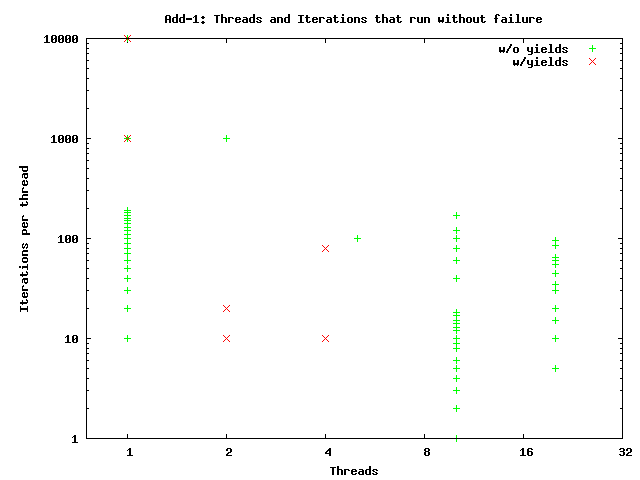 Add-1: Threads and Iterations that run without failure
10000
w/o yields
w/yields
1000
Iterations per thread
100
10
1
1 2 4 8 16 32
Threads